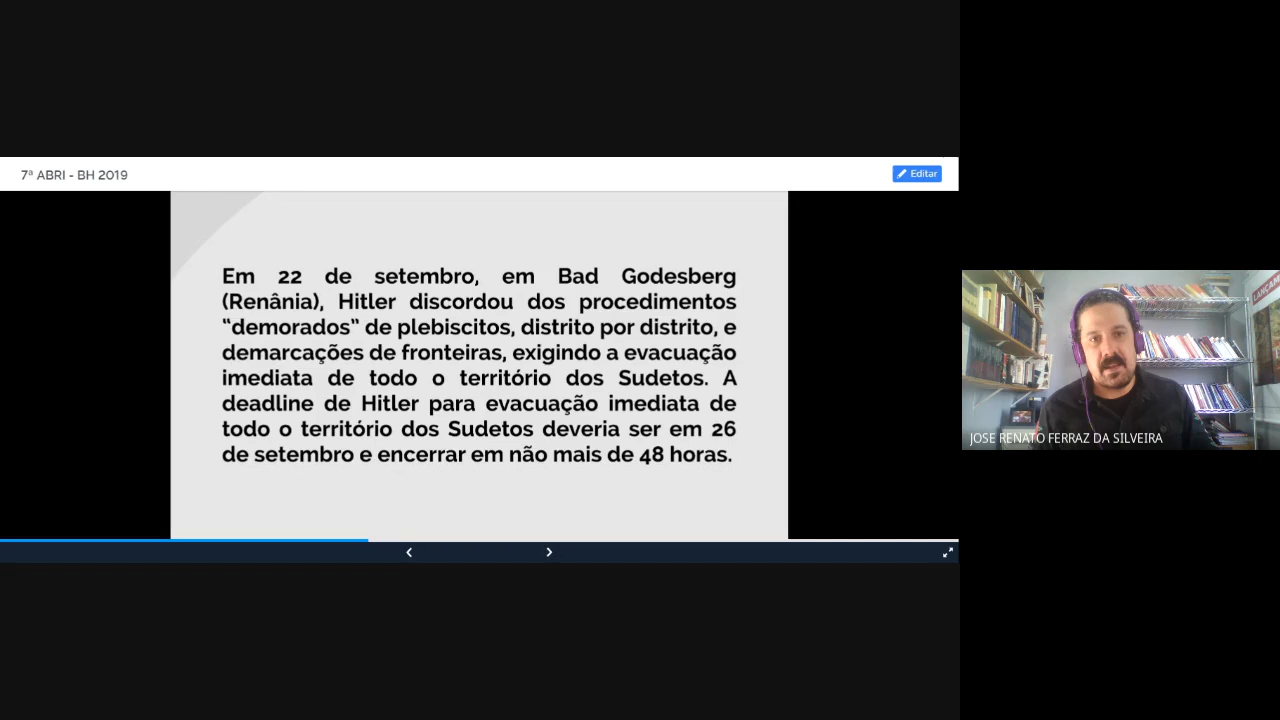 7ª ABRI - BH 2019
Editar
Em 22 de setembro, em Bad Godesberg
(Renânia), Hitler discordou dos procedimentos
“demorados” de plebiscitos, distrito por distrito, e
demarcações de fronteiras, exigindo a evacuação
imediata de todo o território dos Sudetos. A
deadline de Hitler para evacuação imediata de
todo o território dos Sudetos deveria ser em 26
de setembro e encerrar em não mais de 48 horas.
JOSE RENATO FERRAZ DA SILVEIRA